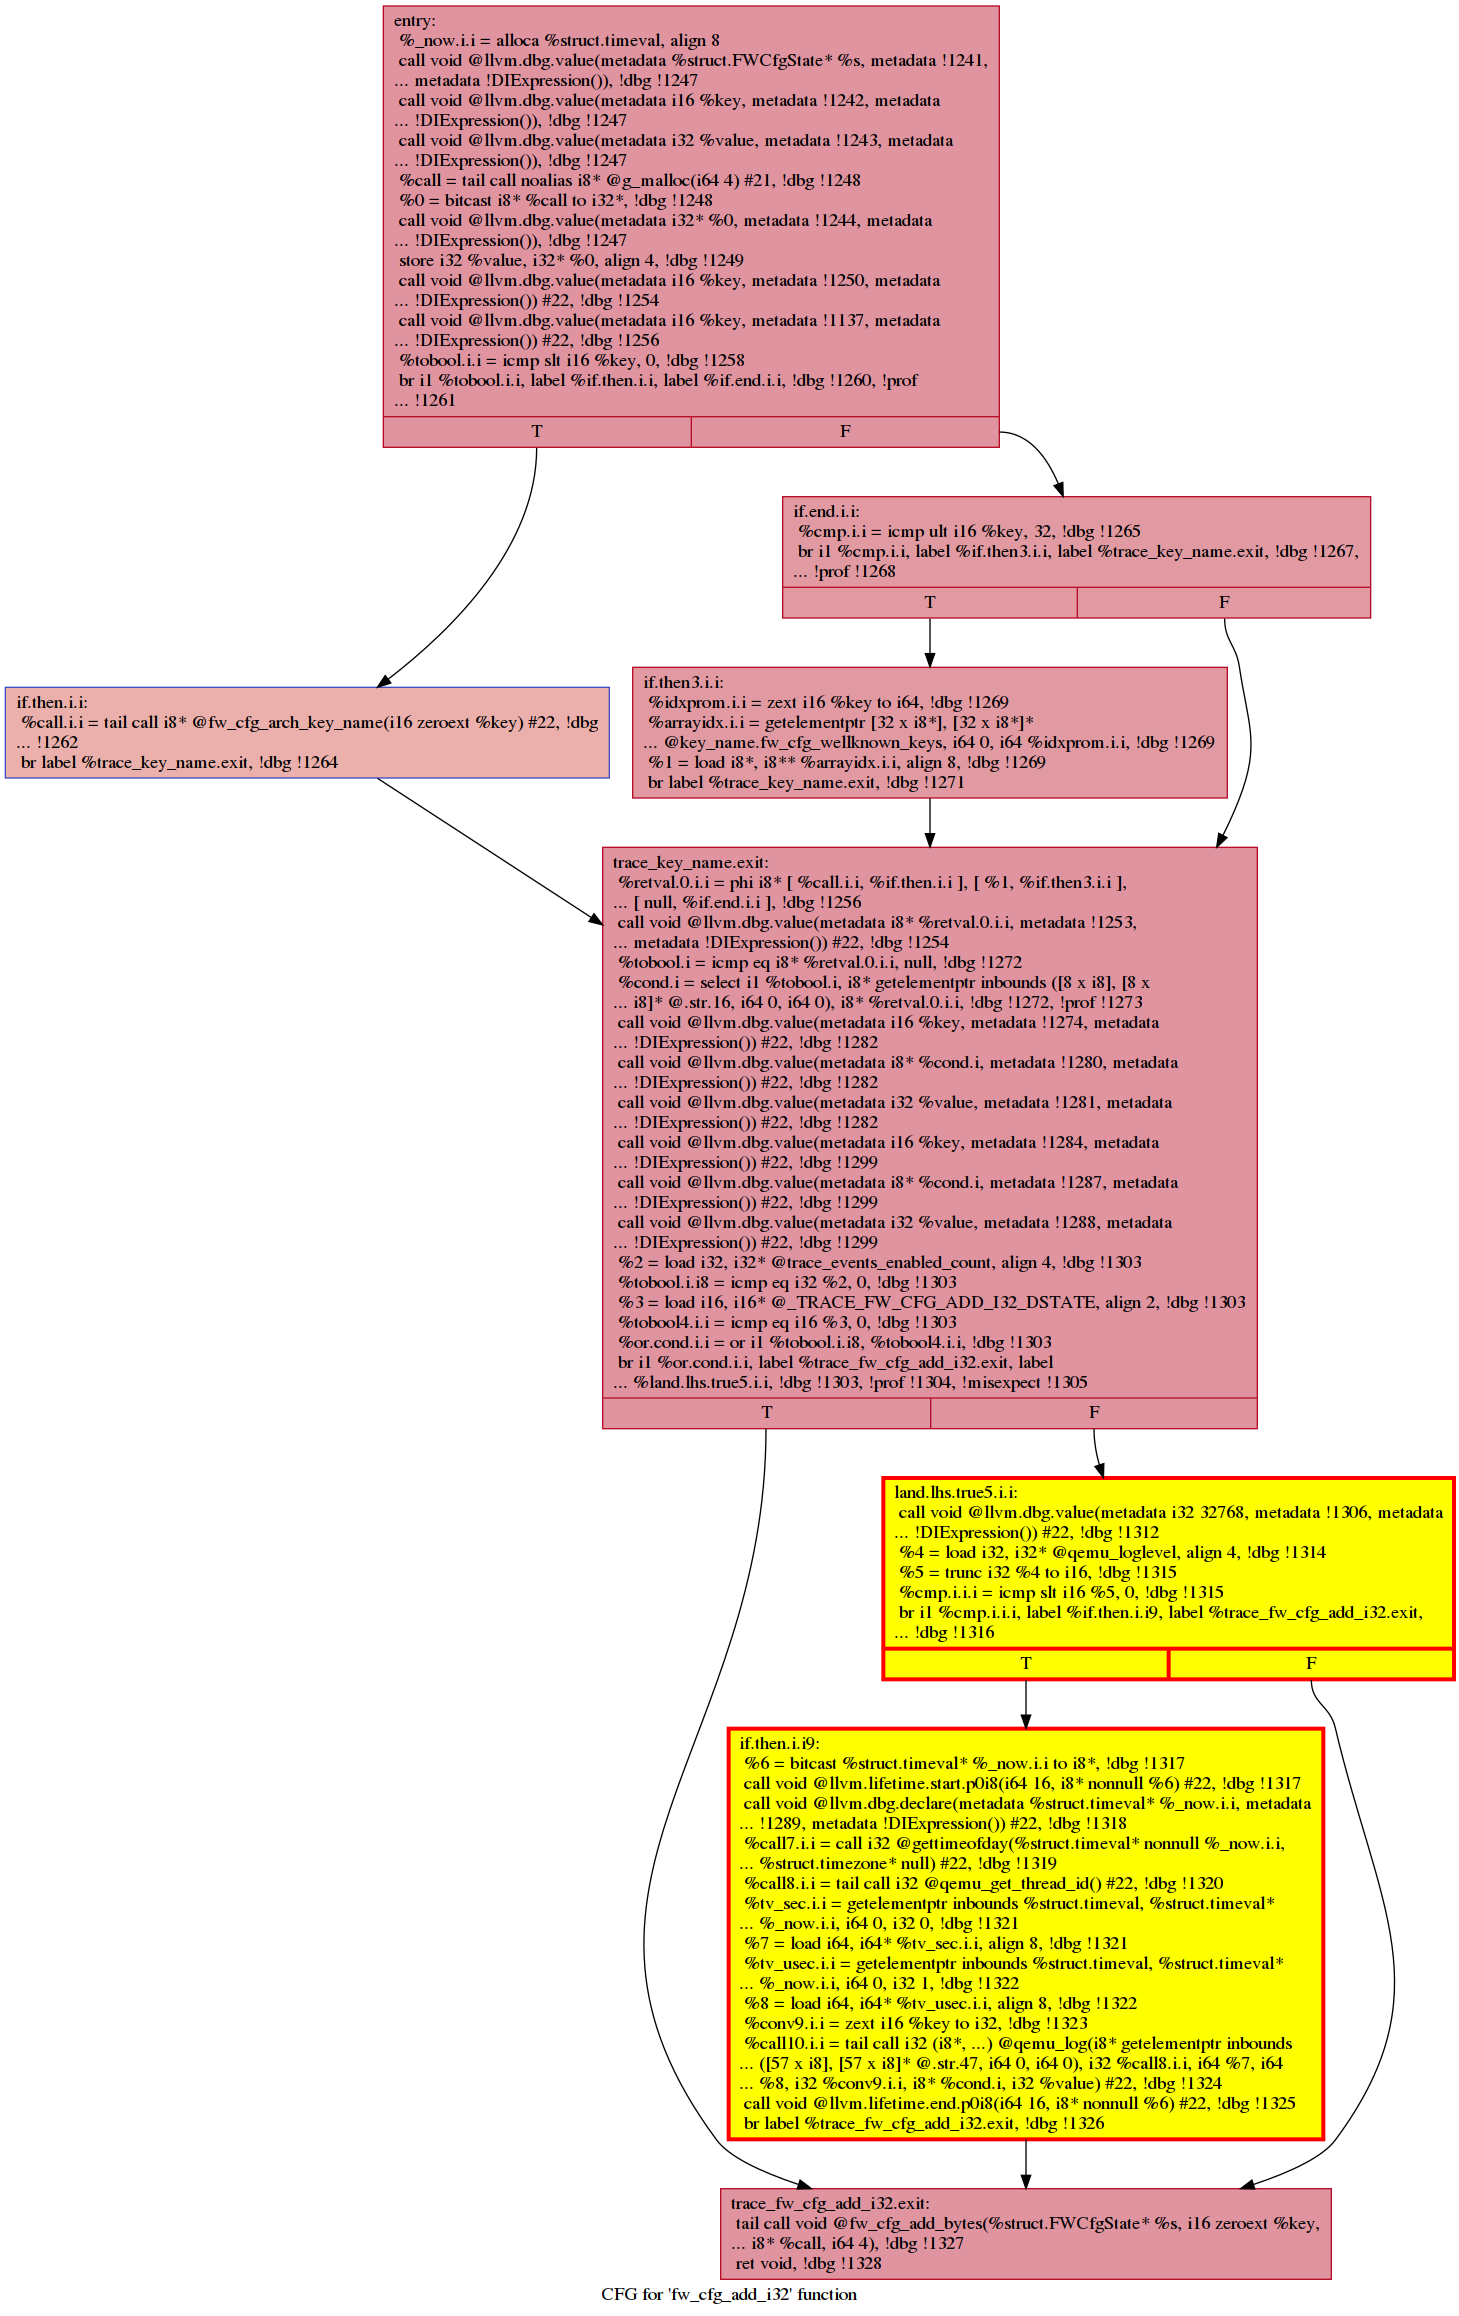 entry:
%_now.i.i = alloca %struct.timeval, align 8
call void @llvm.dbg.value(metadata %struct.FWCfgState* %s, metadata !1241,
... metadata !DIExpression()), !dbg !1247
call void @llvm.dbg.value(metadata i16 %key, metadata !1242, metadata
... !DIExpression()), !dbg !1247
call void @llvm.dbg.value(metadata i32 %value, metadata !1243, metadata
... !DIExpression()), !dbg !1247
%call = tail call noalias i8* @g_malloc(i64 4) #21, !dbg !1248
%0 = bitcast i8* %call to i32*, !dbg !1248
call void @llvm.dbg.value(metadata i32* %0, metadata !1244, metadata
... !DIExpression()), !dbg !1247
store i32 %value, i32* %0, align 4, !dbg !1249
call void @llvm.dbg.value(metadata i16 %key, metadata !1250, metadata
... !DIExpression()) #22, !dbg !1254
call void @llvm.dbg.value(metadata i16 %key, metadata !1137, metadata
... !DIExpression()) #22, !dbg !1256
%tobool.i.i = icmp slt i16 %key, 0, !dbg !1258
br i1 %tobool.i.i, label %if.then.i.i, label %if.end.i.i, !dbg !1260, !prof
... !1261
T F
if.end.i.i:
%cmp.i.i = icmp ult i16 %key, 32, !dbg !1265
br i1 %cmp.i.i, label %if.then3.i.i, label %trace_key_name.exit, !dbg !1267,
... !prof !1268
T F
if.then.i.i:
%call.i.i = tail call i8* @fw_cfg_arch_key_name(i16 zeroext %key) #22, !dbg
... !1262
br label %trace_key_name.exit, !dbg !1264
if.then3.i.i:
%idxprom.i.i = zext i16 %key to i64, !dbg !1269
%arrayidx.i.i = getelementptr [32 x i8*], [32 x i8*]*
... @key_name.fw_cfg_wellknown_keys, i64 0, i64 %idxprom.i.i, !dbg !1269
%1 = load i8*, i8** %arrayidx.i.i, align 8, !dbg !1269
br label %trace_key_name.exit, !dbg !1271
trace_key_name.exit:
%retval.0.i.i = phi i8* [ %call.i.i, %if.then.i.i ], [ %1, %if.then3.i.i ],
... [ null, %if.end.i.i ], !dbg !1256
call void @llvm.dbg.value(metadata i8* %retval.0.i.i, metadata !1253,
... metadata !DIExpression()) #22, !dbg !1254
%tobool.i = icmp eq i8* %retval.0.i.i, null, !dbg !1272
%cond.i = select i1 %tobool.i, i8* getelementptr inbounds ([8 x i8], [8 x
... i8]* @.str.16, i64 0, i64 0), i8* %retval.0.i.i, !dbg !1272, !prof !1273
call void @llvm.dbg.value(metadata i16 %key, metadata !1274, metadata
... !DIExpression()) #22, !dbg !1282
call void @llvm.dbg.value(metadata i8* %cond.i, metadata !1280, metadata
... !DIExpression()) #22, !dbg !1282
call void @llvm.dbg.value(metadata i32 %value, metadata !1281, metadata
... !DIExpression()) #22, !dbg !1282
call void @llvm.dbg.value(metadata i16 %key, metadata !1284, metadata
... !DIExpression()) #22, !dbg !1299
call void @llvm.dbg.value(metadata i8* %cond.i, metadata !1287, metadata
... !DIExpression()) #22, !dbg !1299
call void @llvm.dbg.value(metadata i32 %value, metadata !1288, metadata
... !DIExpression()) #22, !dbg !1299
%2 = load i32, i32* @trace_events_enabled_count, align 4, !dbg !1303
%tobool.i.i8 = icmp eq i32 %2, 0, !dbg !1303
%3 = load i16, i16* @_TRACE_FW_CFG_ADD_I32_DSTATE, align 2, !dbg !1303
%tobool4.i.i = icmp eq i16 %3, 0, !dbg !1303
%or.cond.i.i = or i1 %tobool.i.i8, %tobool4.i.i, !dbg !1303
br i1 %or.cond.i.i, label %trace_fw_cfg_add_i32.exit, label
... %land.lhs.true5.i.i, !dbg !1303, !prof !1304, !misexpect !1305
T F
land.lhs.true5.i.i:
call void @llvm.dbg.value(metadata i32 32768, metadata !1306, metadata
... !DIExpression()) #22, !dbg !1312
%4 = load i32, i32* @qemu_loglevel, align 4, !dbg !1314
%5 = trunc i32 %4 to i16, !dbg !1315
%cmp.i.i.i = icmp slt i16 %5, 0, !dbg !1315
br i1 %cmp.i.i.i, label %if.then.i.i9, label %trace_fw_cfg_add_i32.exit,
... !dbg !1316
T F
if.then.i.i9:
%6 = bitcast %struct.timeval* %_now.i.i to i8*, !dbg !1317
call void @llvm.lifetime.start.p0i8(i64 16, i8* nonnull %6) #22, !dbg !1317
call void @llvm.dbg.declare(metadata %struct.timeval* %_now.i.i, metadata
... !1289, metadata !DIExpression()) #22, !dbg !1318
%call7.i.i = call i32 @gettimeofday(%struct.timeval* nonnull %_now.i.i,
... %struct.timezone* null) #22, !dbg !1319
%call8.i.i = tail call i32 @qemu_get_thread_id() #22, !dbg !1320
%tv_sec.i.i = getelementptr inbounds %struct.timeval, %struct.timeval*
... %_now.i.i, i64 0, i32 0, !dbg !1321
%7 = load i64, i64* %tv_sec.i.i, align 8, !dbg !1321
%tv_usec.i.i = getelementptr inbounds %struct.timeval, %struct.timeval*
... %_now.i.i, i64 0, i32 1, !dbg !1322
%8 = load i64, i64* %tv_usec.i.i, align 8, !dbg !1322
%conv9.i.i = zext i16 %key to i32, !dbg !1323
%call10.i.i = tail call i32 (i8*, ...) @qemu_log(i8* getelementptr inbounds
... ([57 x i8], [57 x i8]* @.str.47, i64 0, i64 0), i32 %call8.i.i, i64 %7, i64
... %8, i32 %conv9.i.i, i8* %cond.i, i32 %value) #22, !dbg !1324
call void @llvm.lifetime.end.p0i8(i64 16, i8* nonnull %6) #22, !dbg !1325
br label %trace_fw_cfg_add_i32.exit, !dbg !1326
trace_fw_cfg_add_i32.exit:
tail call void @fw_cfg_add_bytes(%struct.FWCfgState* %s, i16 zeroext %key,
... i8* %call, i64 4), !dbg !1327
ret void, !dbg !1328
CFG for 'fw_cfg_add_i32' function